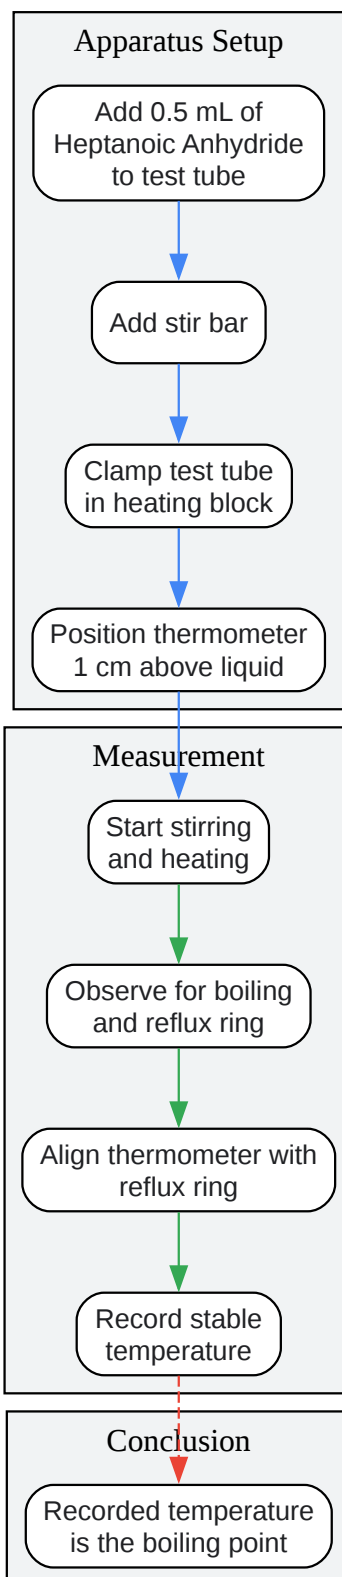 Apparatus Setup
Add 0.5 mL of
Heptanoic Anhydride
to test tube
Add stir bar
Clamp test tube
in heating block
Position thermometer
1 cm above liquid
Measurement
Start stirring
and heating
Observe for boiling
and reflux ring
Align thermometer with
reflux ring
Record stable
temperature
Conclusion
Recorded temperature
is the boiling point